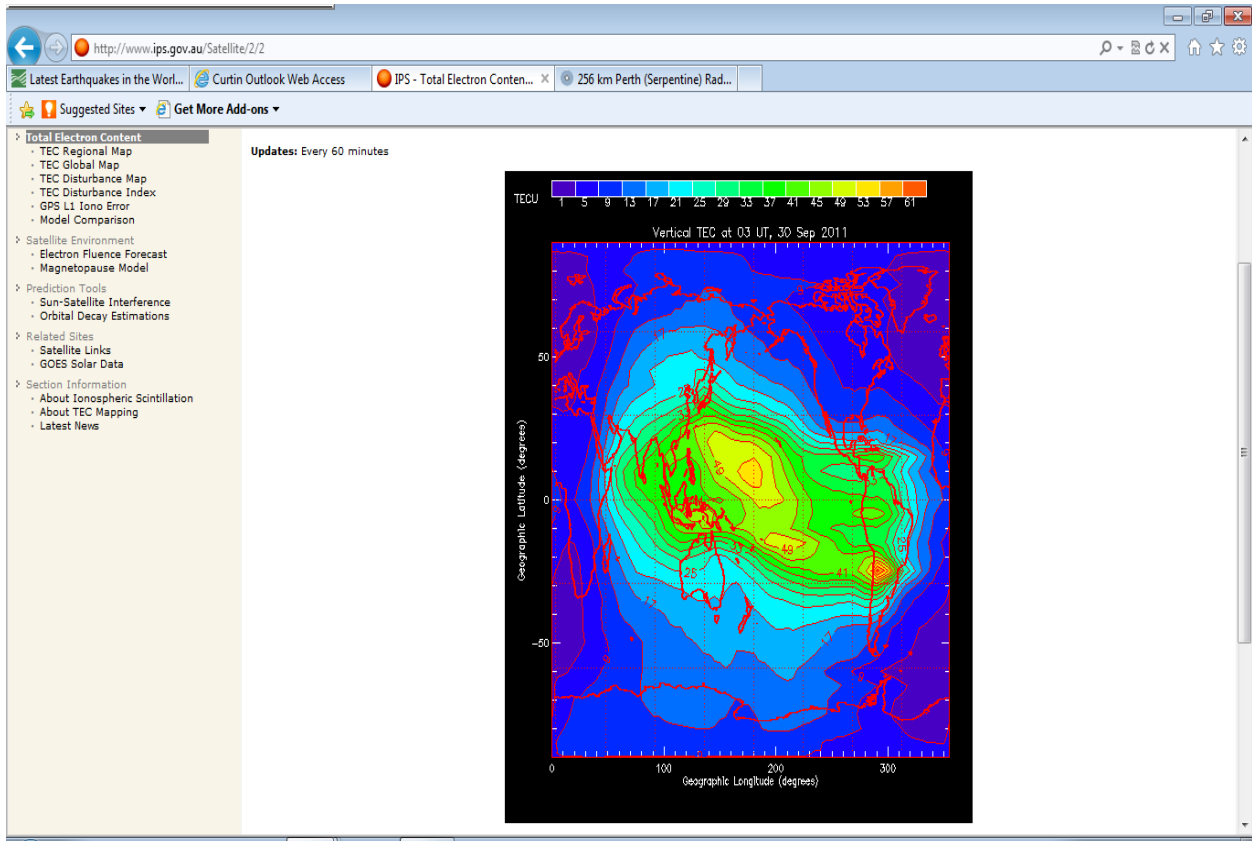 http://www.ips.gov.au/Satellite/2/2
Latest Earthquakes in the Worl...
Curtin Outlook Web Access
IPS - Total Electron Conten...
256 km Perth (Serpentine) Rad...
Suggested Sites
Get More Add-ons
Total Electron Content
TEC Regional Map
TEC Global Map
TEC Disturbance Map
TEC Disturbance Index
GPS L1 Iono Error
Model Comparison
Satellite Environment
Electron Fluence Forecast
Magnetopause Model
Prediction Tools
Sun-Satellite Interference
Orbital Decay Estimations
Related Sites
Satellite Links
GOES Solar Data
Section Information
About Ionospheric Scintillation
About TEC Mapping
Latest News
Updates: Every 60 minutes
TECU 1 5 9 13 17 21 25 29 33 37 41 45 49 53 57 61
Vertical TEC at 03 UT, 30 Sep 2011
Geographic Latitude (degrees)
50
0
-50
49
49
41
25
25
17
17
0 100 200 300
Geographic Longitude (degrees)